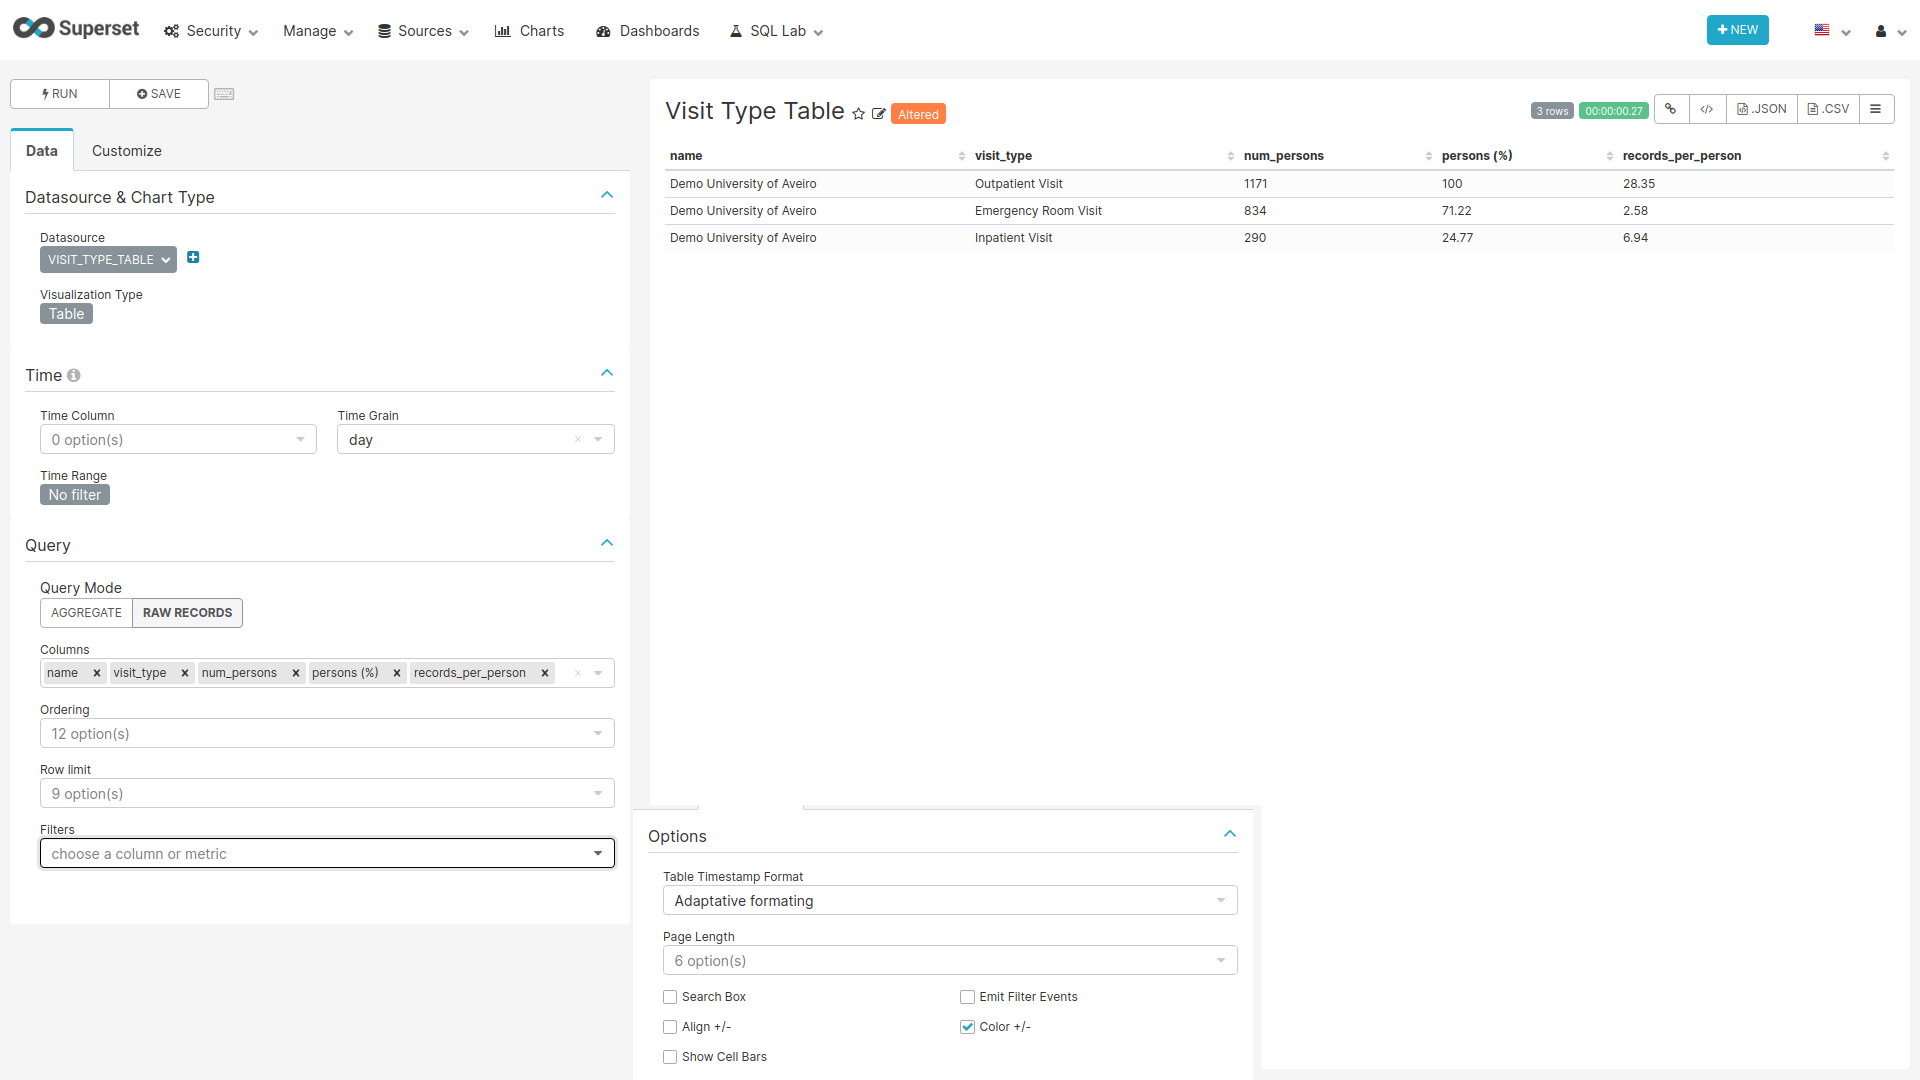 Superset Security Manage Sources Charts Dashboards SQL Lab + NEW
RUN SAVE
Data Customize
Datasource & Chart Type
Datasource
VISIT_TYPE_TABLE
Visualization Type
Table
Time
Time Column Time Grain
0 option(s) day
Time Range
No filter
Query
Query Mode
AGGREGATE RAW RECORDS
Columns
name × visit_type × num_persons × persons (%) × records_per_person ×
Ordering
12 option(s)
Row limit
9 option(s)
Filters
choose a column or metric
Visit Type Table Altered 3 rows 00:00:00.27 </> .JSON .CSV
name visit_type num_persons persons (%) records_per_person
Demo University of Aveiro Outpatient Visit 1171 100 28.35
Demo University of Aveiro Emergency Room Visit 834 71.22 2.58
Demo University of Aveiro Inpatient Visit 290 24.77 6.94
Options
Table Timestamp Format
Adaptative formating
Page Length
6 option(s)
Search Box Emit Filter Events
Align +/- Color +/-
Show Cell Bars